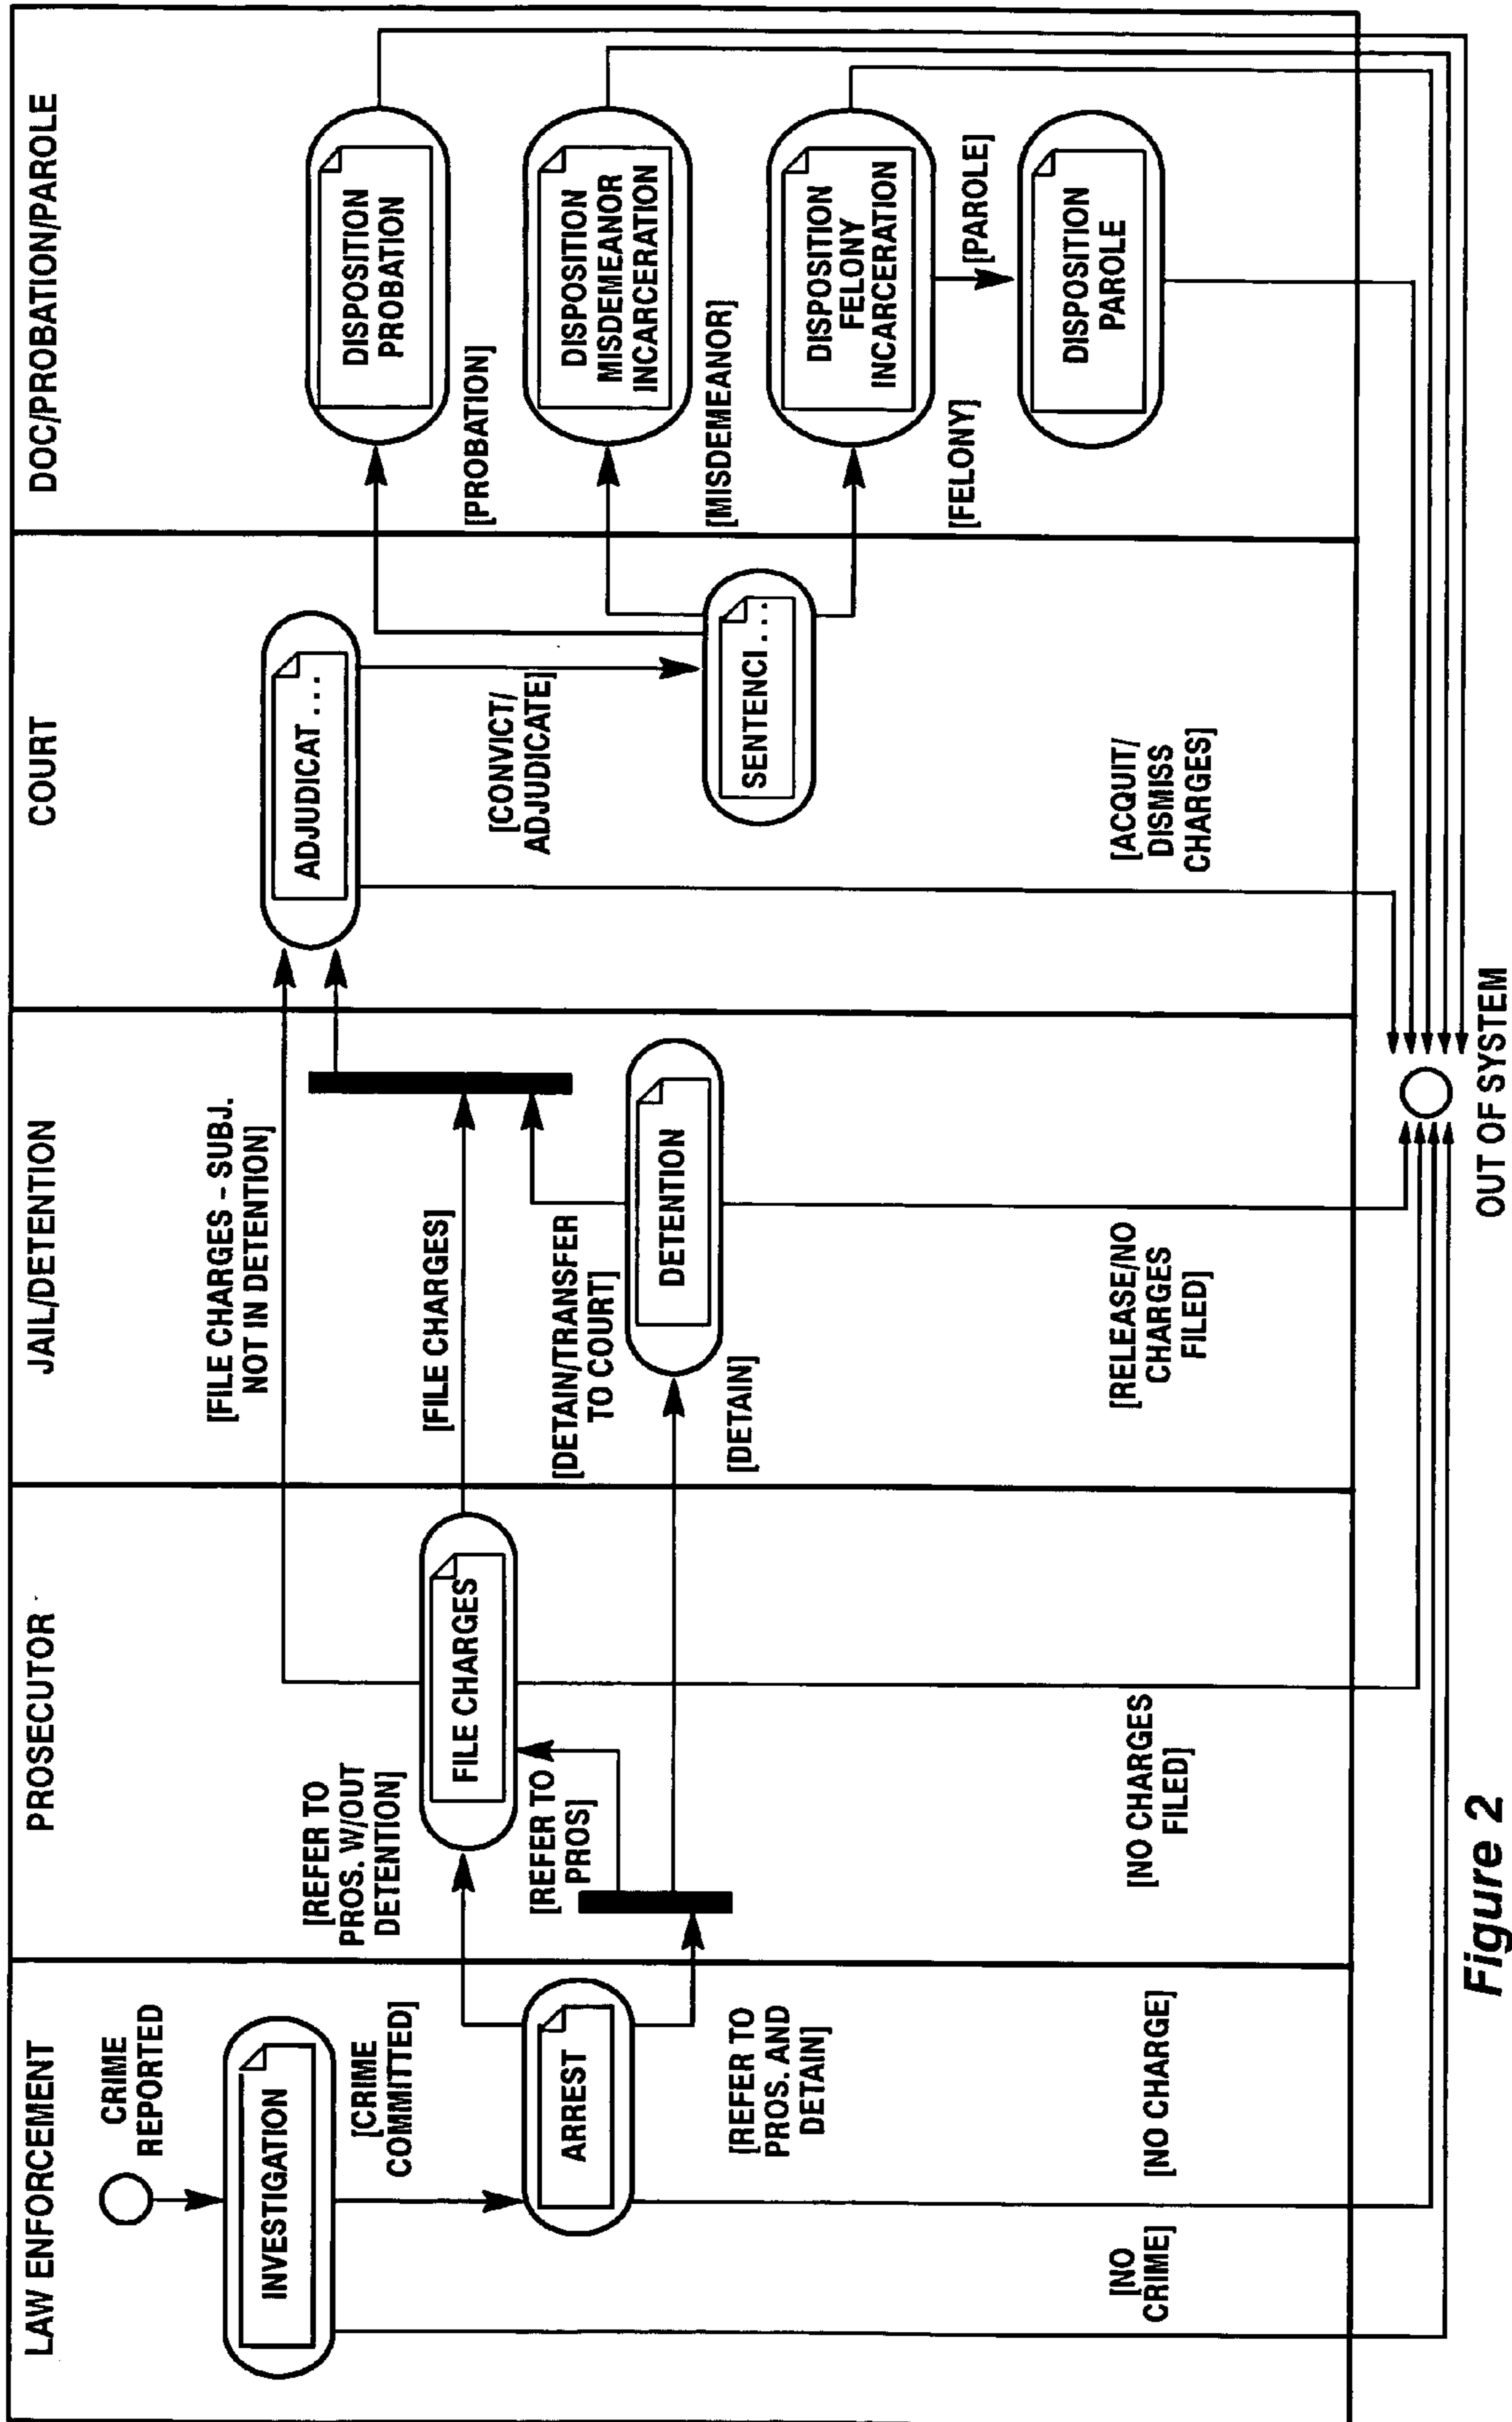 LAW ENFORCEMENT
CRIME
REPORTED
INVESTIGATION
[CRIME
COMMITTED]
ARREST
[REFER TO
PROS. AND
DETAIN]
[NO
CRIME]
[NO CHARGE]
PROSECUTOR
[REFER TO
PROS. W/OUT
DETENTION]
FILE CHARGES
[REFER TO
PROS]
[NO CHARGES
FILED]
JAIL/DETENTION
[FILE CHARGES - SUBJ.
NOT IN DETENTION]
[FILE CHARGES]
[DETAIN/TRANSFER
TO COURT]
DETENTION
[DETAIN]
[RELEASE/NO
CHARGES
FILED]
COURT
ADJUDICAT...
[CONVICT/
ADJUDICATE]
SENTENCI...
[ACQUIT/
DISMISS
CHARGES]
DOC/PROBATION/PAROLE
DISPOSITION
PROBATION
[PROBATION]
DISPOSITION
MISDEMEANOR
INCARCERATION
[MISDEMEANOR]
DISPOSITION
FELONY
INCARCERATION
[FELONY]
[PAROLE]
DISPOSITION
PAROLE
OUT OF SYSTEM
Figure 2